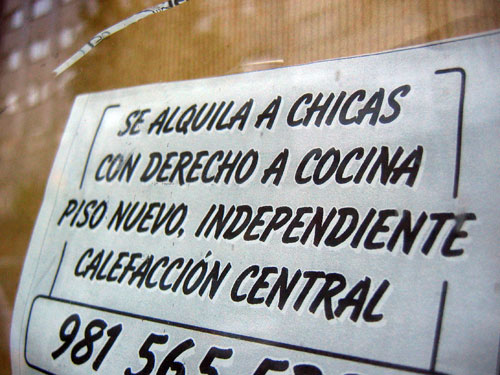 SE ALQUILA A CHICAS
CON DERECHO A COCINA
PISO NUEVO. INDEPENDIENTE
CALEFACCIÓN CENTRAL
981 565